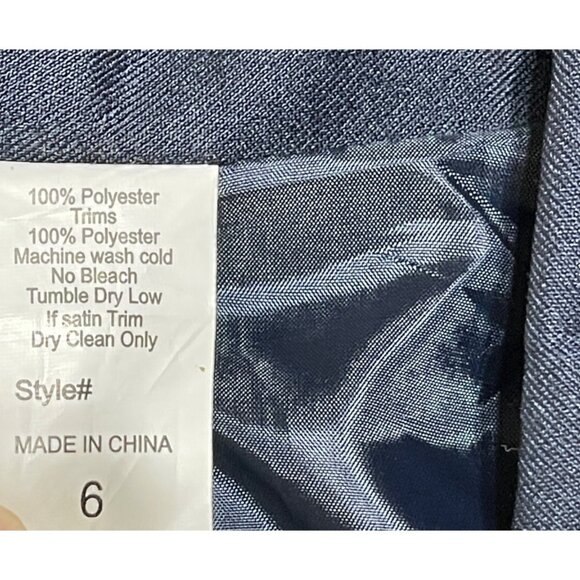 100% Polyester
Trims
100% Polyester
Machine wash cold
No Bleach
Tumble Dry Low
If satin Trim
Dry Clean Only
Style#
MADE IN CHINA
6